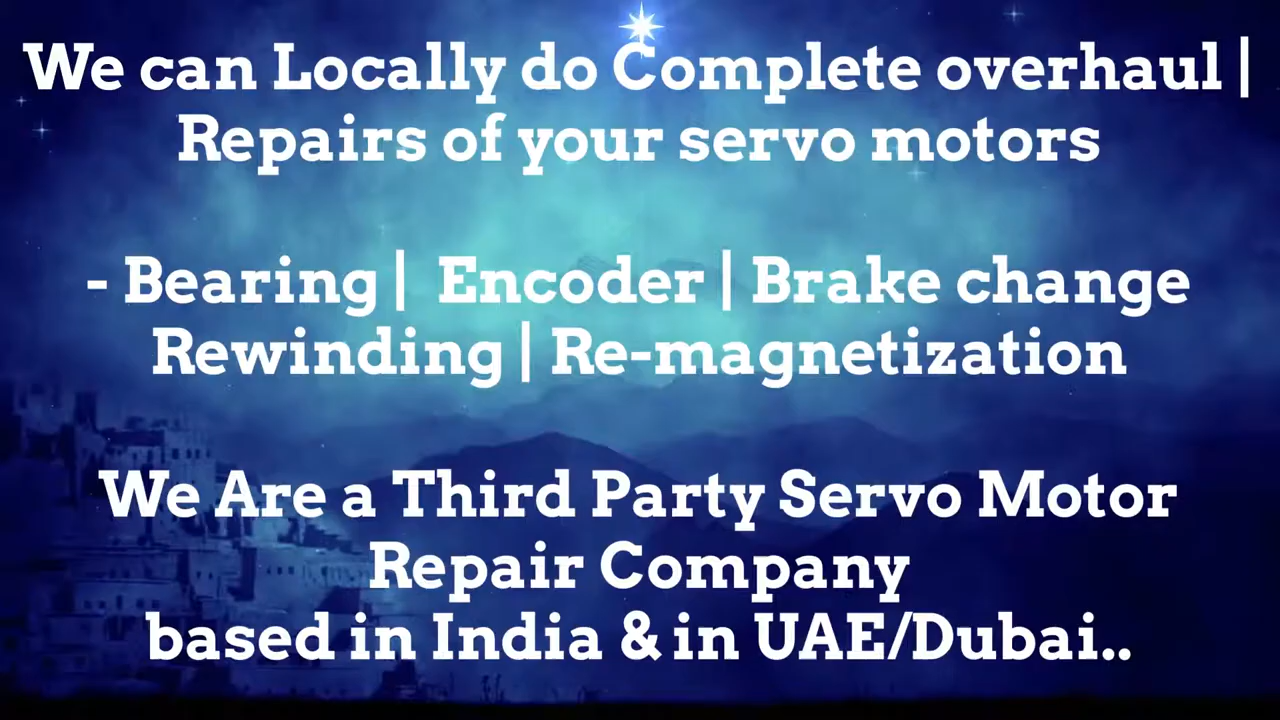 We can Locally do Complete overhaul |
Repairs of your servo motors
- Bearing | Encoder | Brake change
Rewinding | Re-magnetization
We Are a Third Party Servo Motor
Repair Company
based in India & in UAE/Dubai..